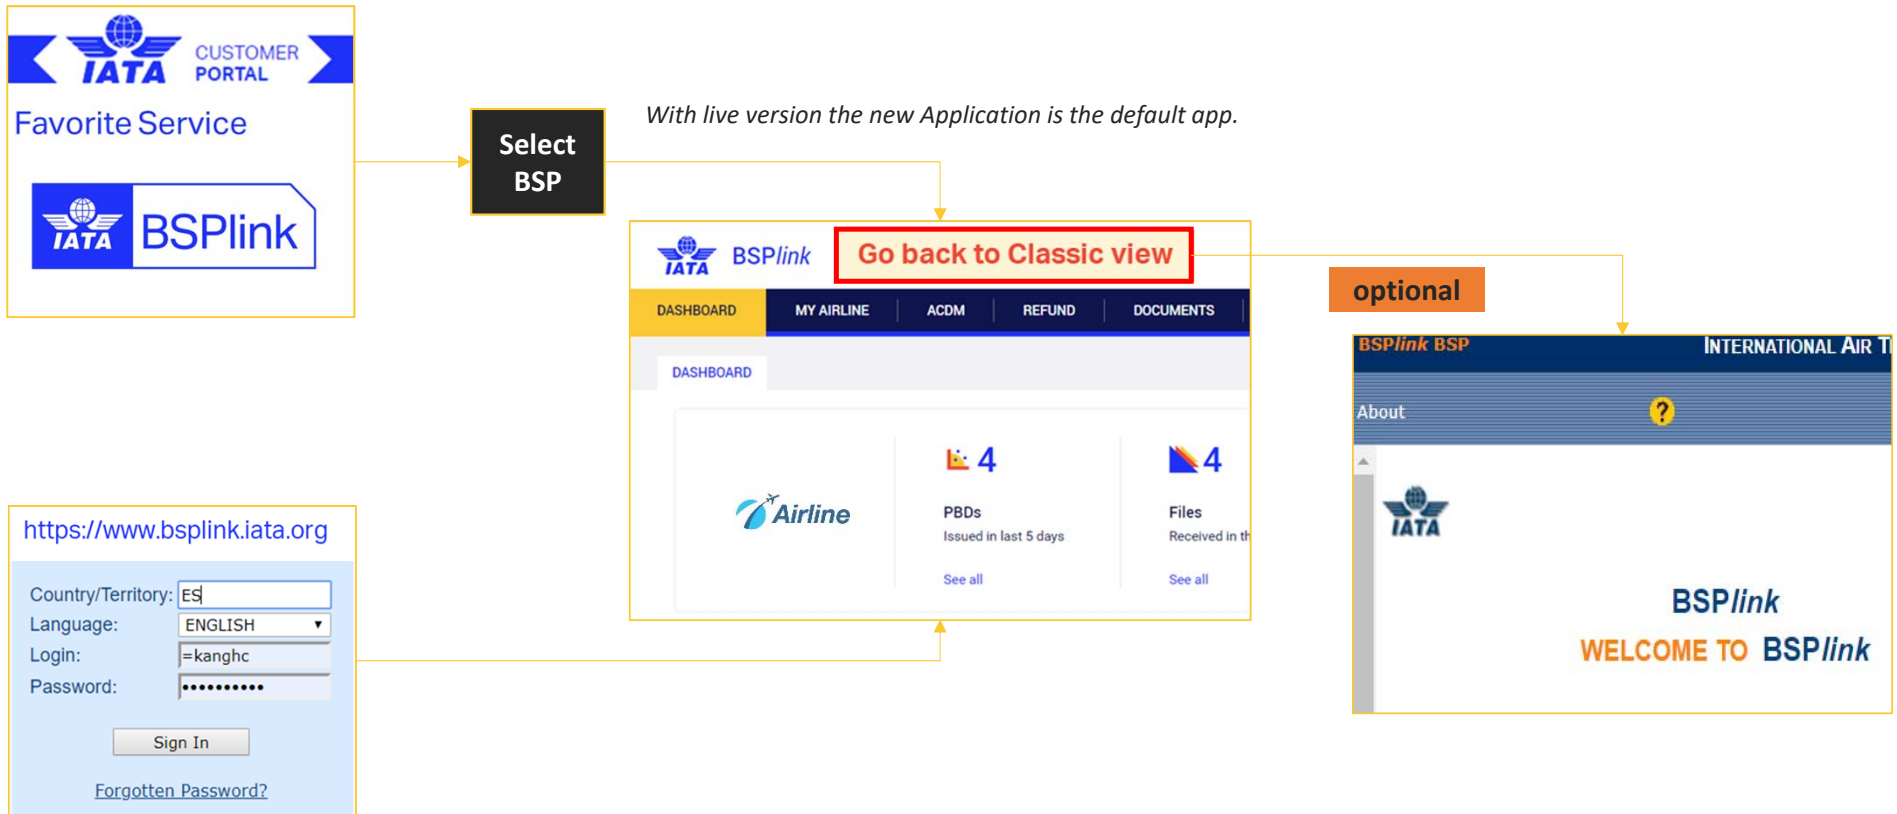 IATA
CUSTOMER
PORTAL
Favorite Service
IATA
BSPlink
Select
BSP
With live version the new Application is the default app.
IATA
BSPlink
Go back to Classic view
DASHBOARD
MY AIRLINE
ACDM
REFUND
DOCUMENTS
DASHBOARD
Airline
4
PBDs
Issued in last 5 days
See all
4
Files
Received in th
See all
optional
BSPlink BSP
INTERNATIONAL AIR T
About
?
IATA
BSPlink
WELCOME TO BSPlink
https://www.bsplink.iata.org
Country/Territory: ES
Language: ENGLISH
Login: =kanghc
Password: ••••••••••
Sign In
Forgotten Password?